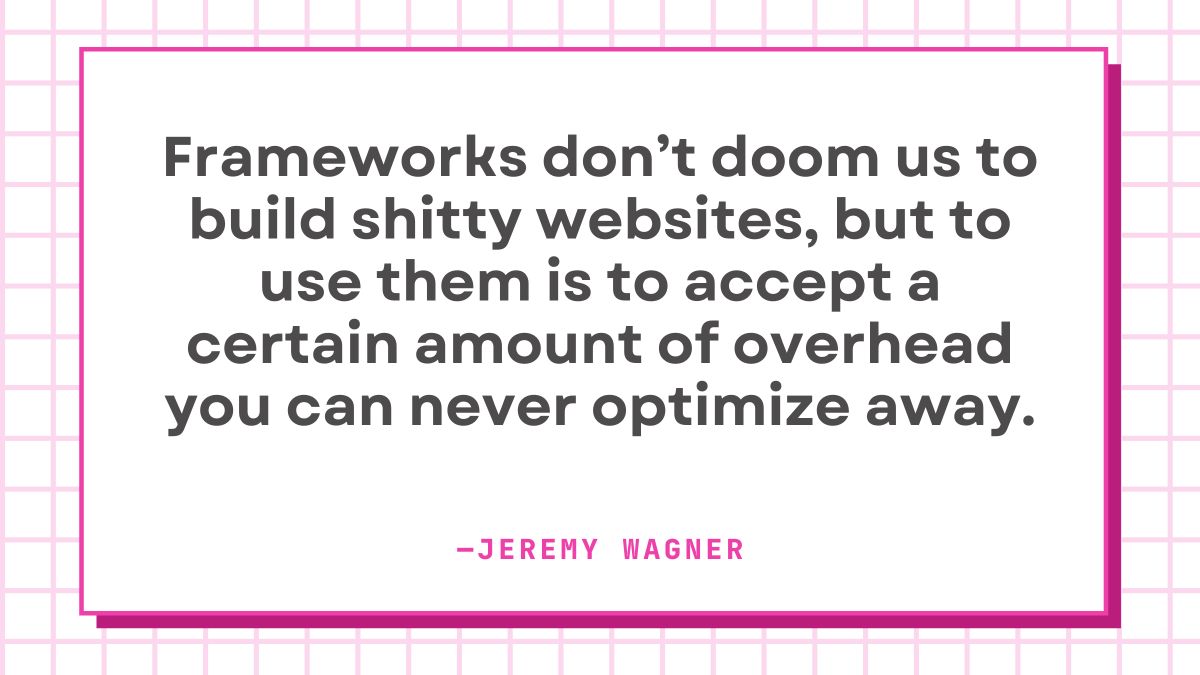 Frameworks don’t doom us to
build shitty websites, but to
use them is to accept a
certain amount of overhead
you can never optimize away.
—JEREMY WAGNER